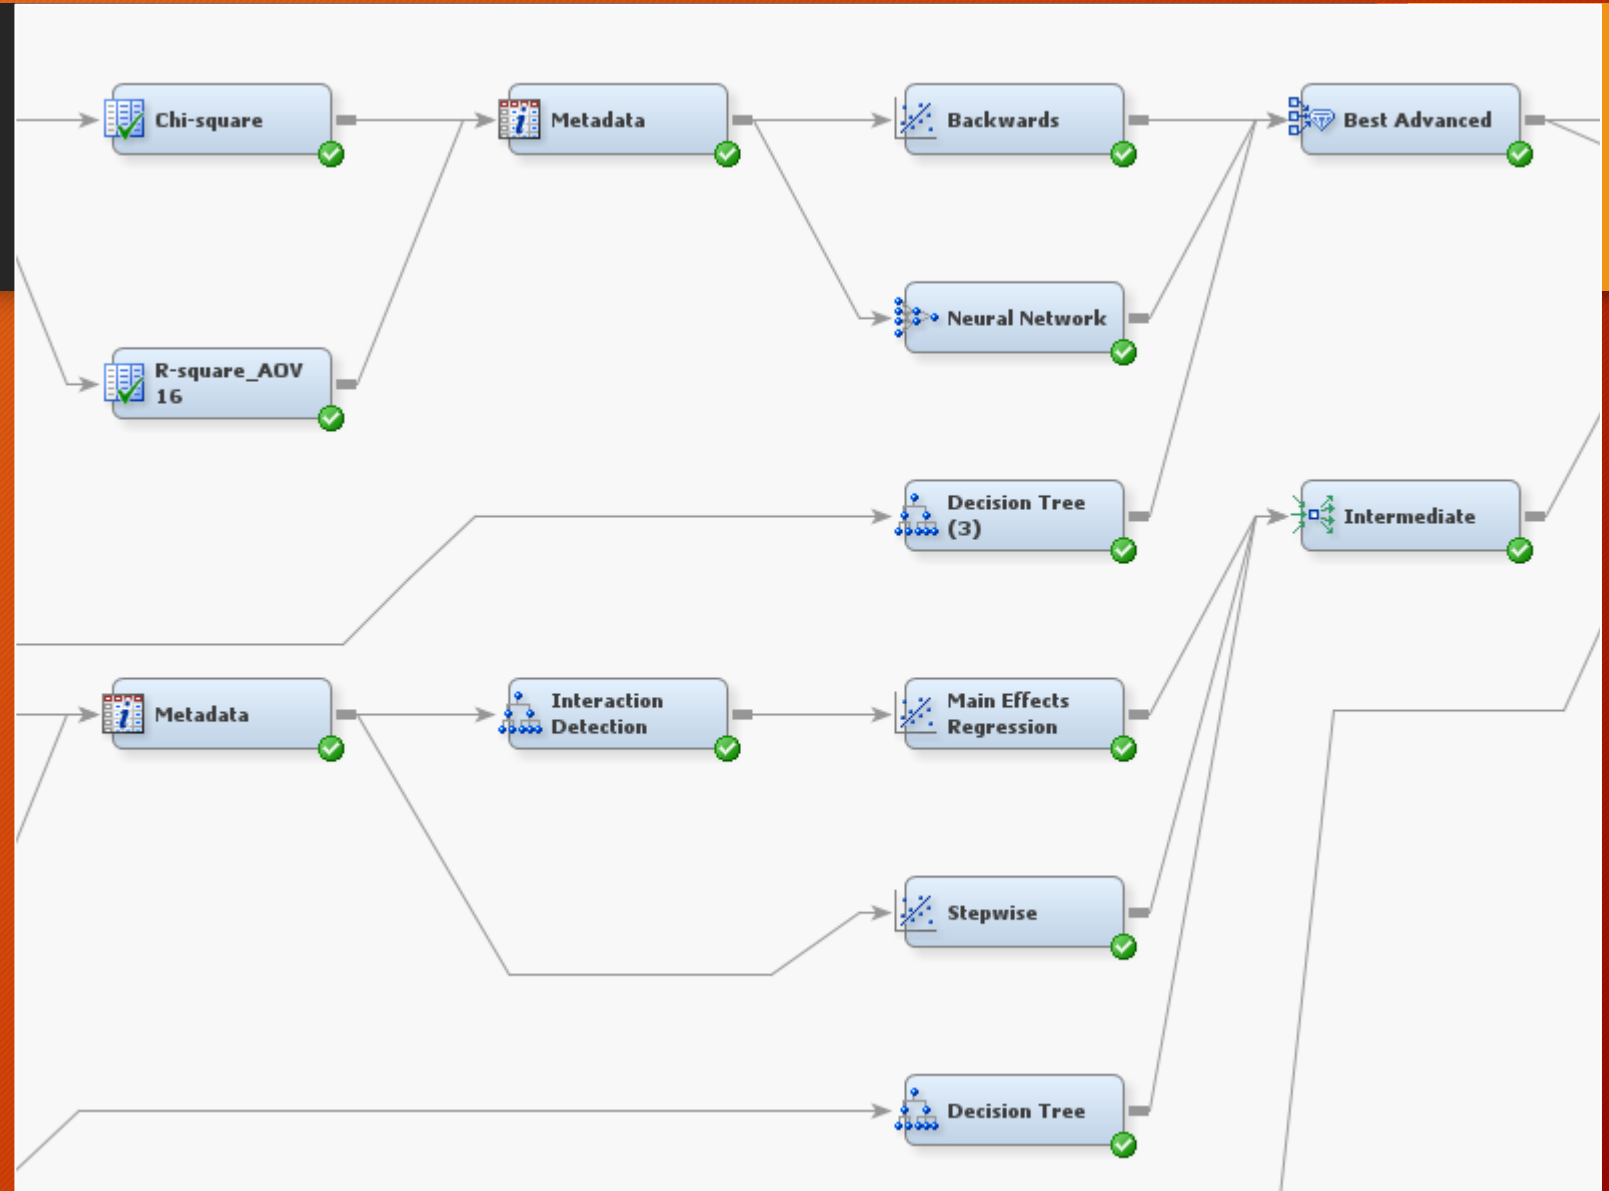 Chi-square
Metadata
Backwards
Best Advanced
Neural Network
R-square_AOV
16
Decision Tree
(3)
Intermediate
Metadata
Interaction
Detection
Main Effects
Regression
Stepwise
Decision Tree